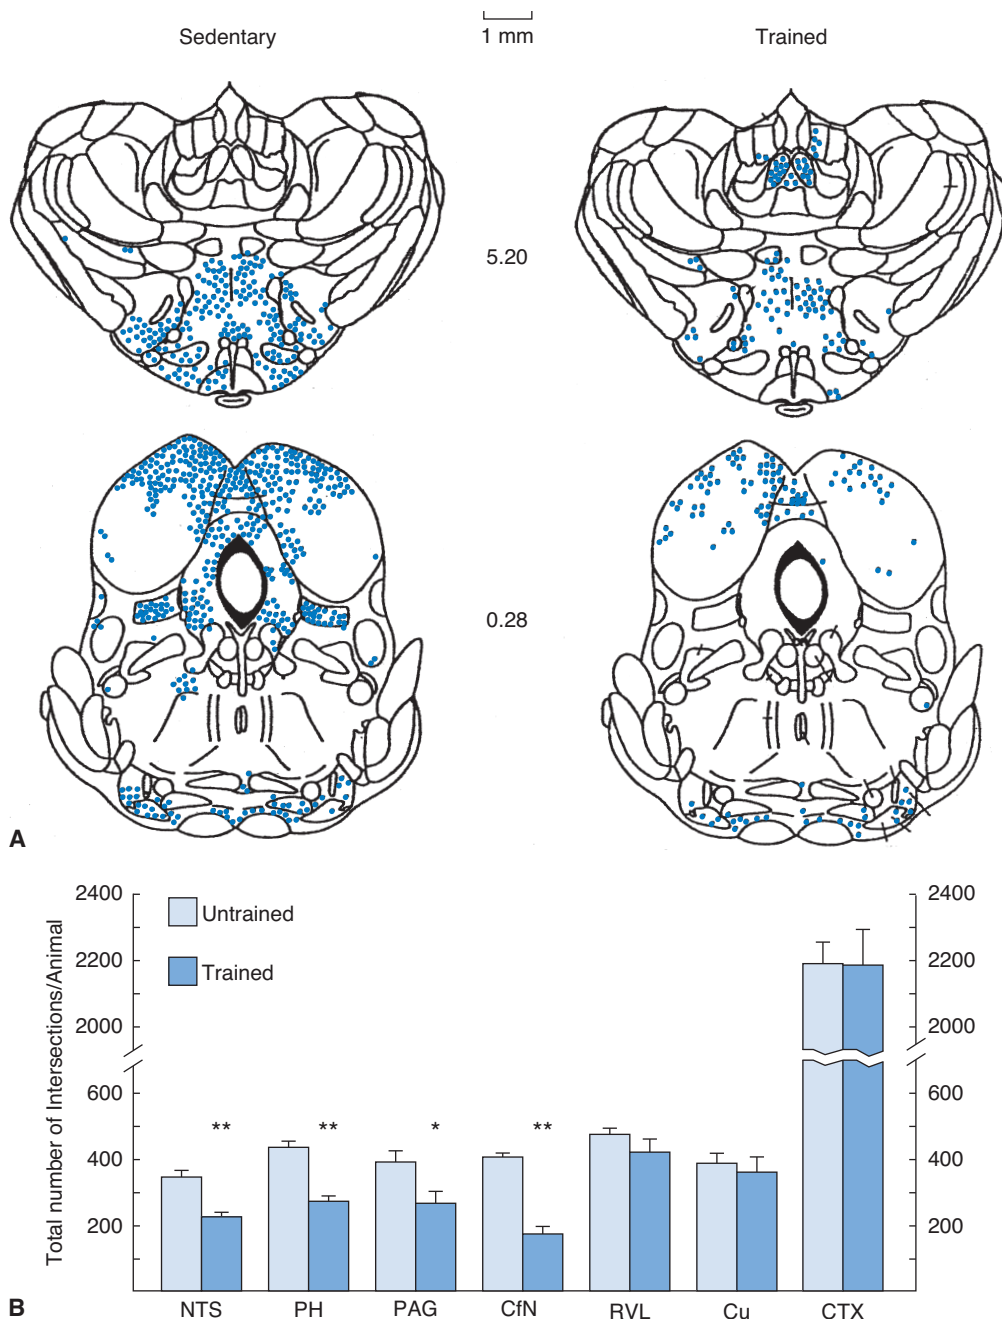 Sedentary
1 mm
Trained
5.20
0.28
A
Total number of Intersections/Animal
2400
2200
2000
600
400
200
Untrained
Trained
** ** * **
2400
2200
2000
600
400
200
NTS PH PAG CfN RVL Cu CTX
B